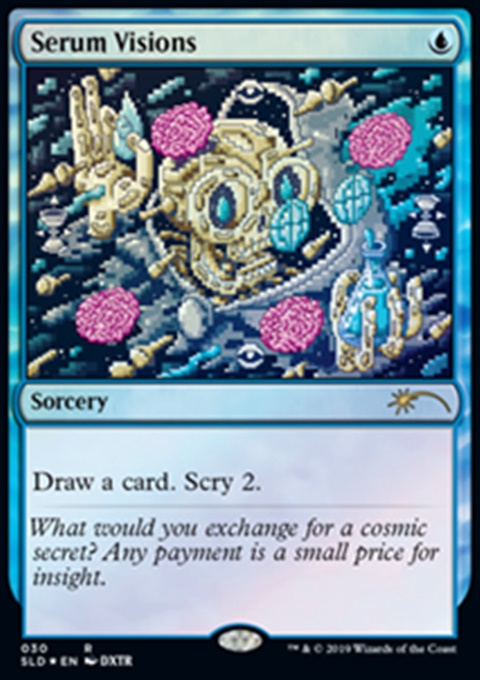 Serum Visions
Sorcery
Draw a card. Scry 2.
What would you exchange for a cosmic
secret? Any payment is a small price for
insight.
030 R
SLD ★ EN DXTR
™ & © 2019 Wizards of the Coast